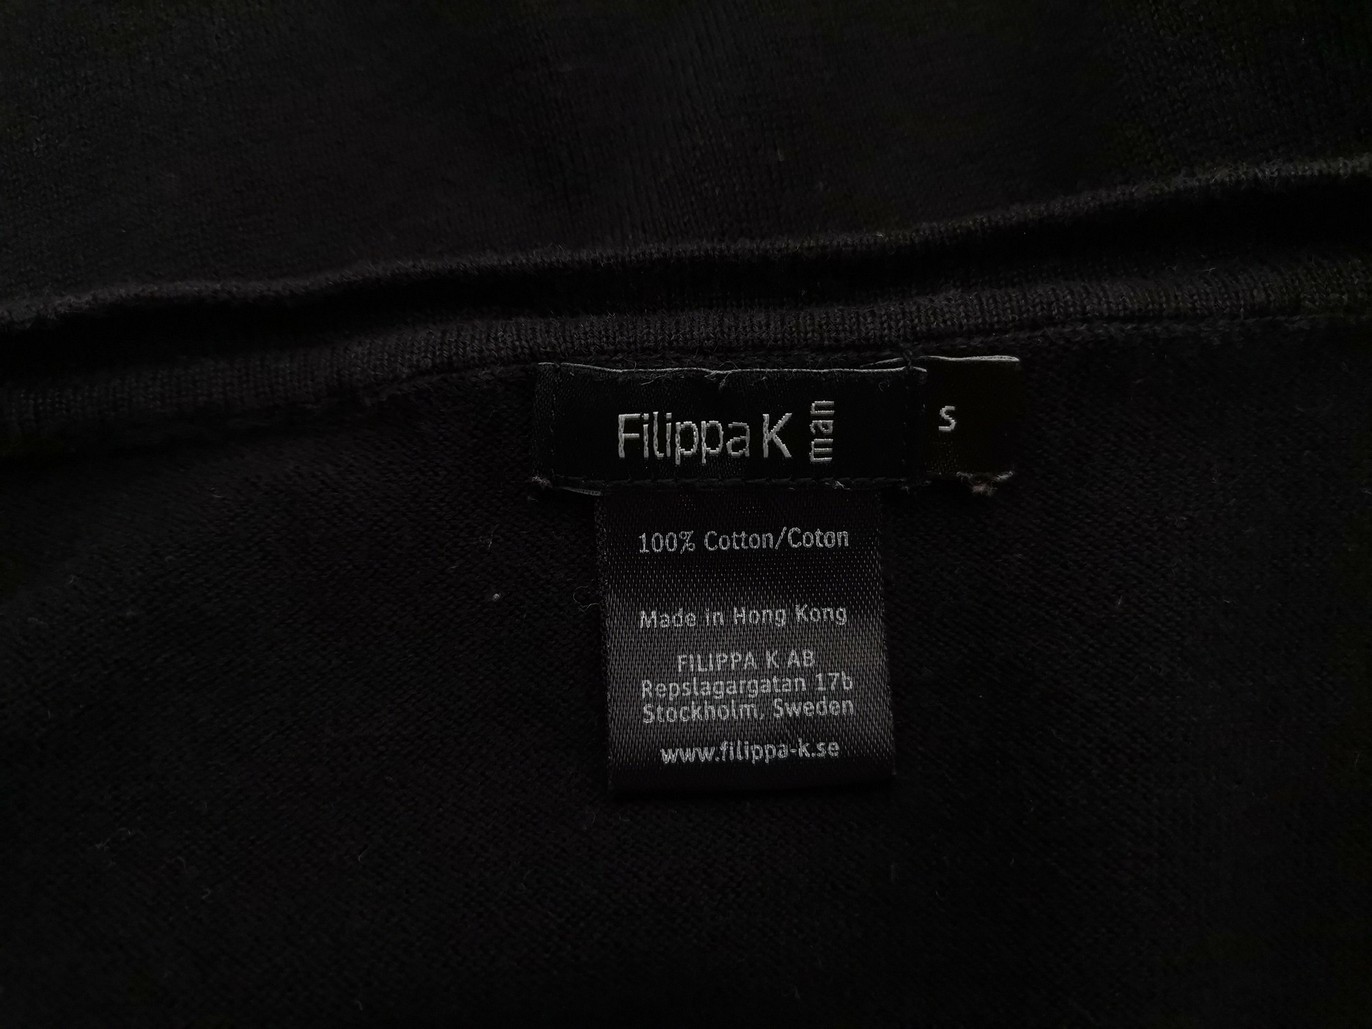 Filippa K man
S
100% Cotton/Coton
Made in Hong Kong
FILIPPA K AB
Repslagargatan 17b
Stockholm, Sweden
www.filippa-k.se